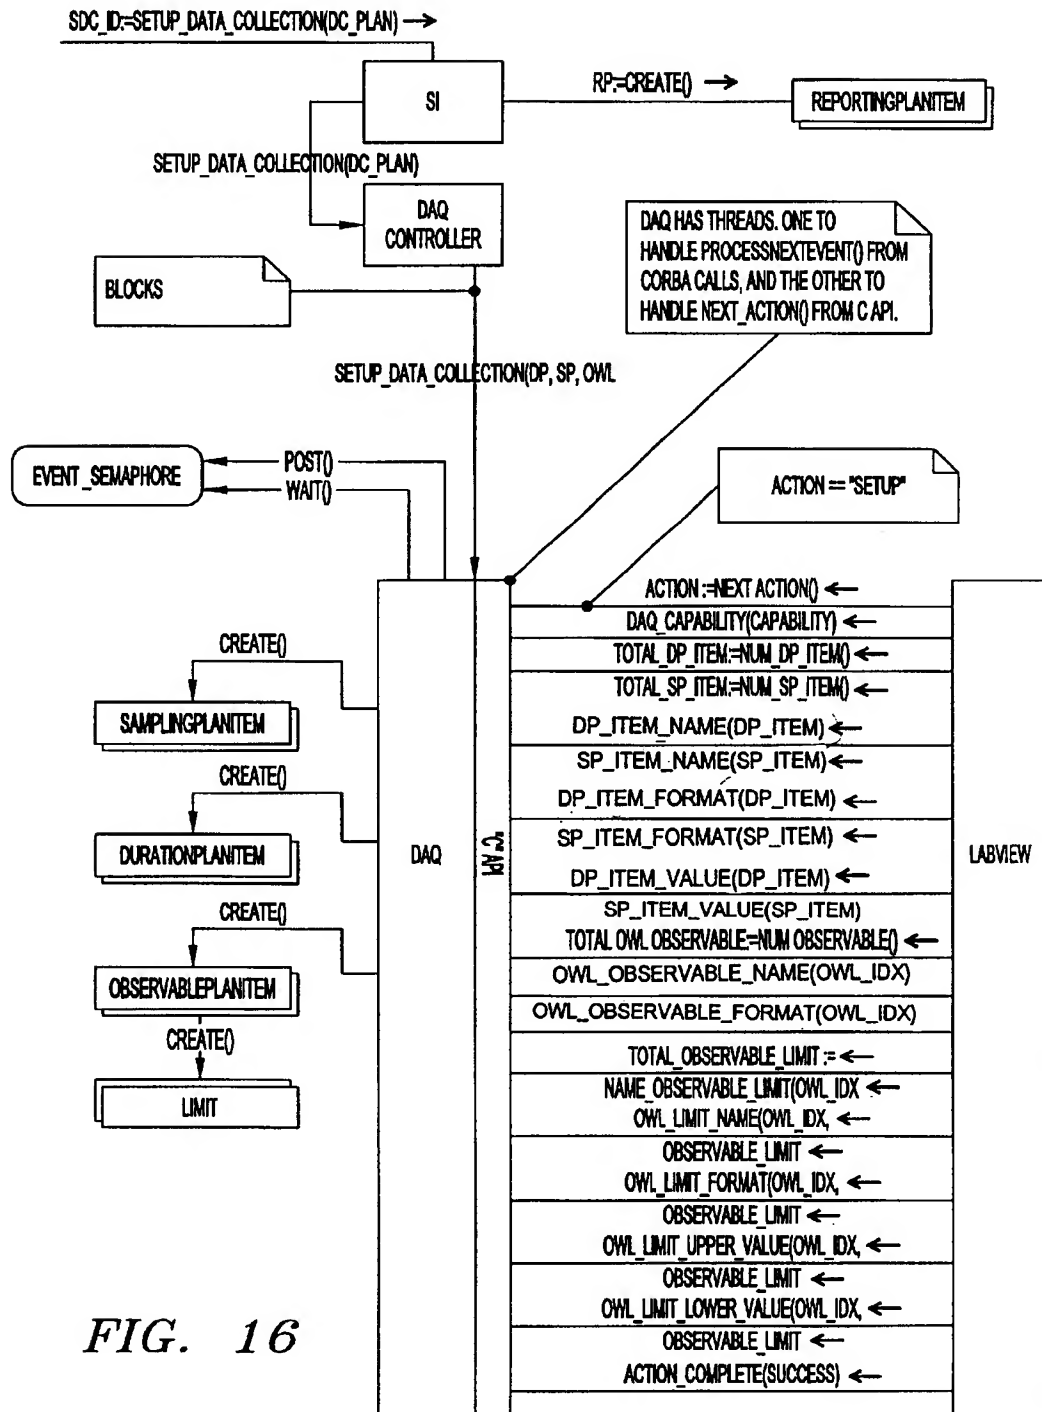 SDC_ID:=SETUP_DATA_COLLECTION(DC_PLAN) →
SI
RP:=CREATE() →
REPORTINGPLANITEM
SETUP_DATA_COLLECTION(DC_PLAN)
DAQ
CONTROLLER
DAQ HAS THREADS. ONE TO
HANDLE PROCESSNEXTEVENT() FROM
CORBA CALLS, AND THE OTHER TO
HANDLE NEXT_ACTION() FROM C API.
BLOCKS
SETUP_DATA_COLLECTION(DP, SP, OWL
EVENT_SEMAPHORE
POST()
WAIT()
ACTION == "SETUP"
ACTION :=NEXT ACTION() ←
DAQ_CAPABILITY(CAPABILITY) ←
TOTAL_DP_ITEM:=NUM_DP_ITEM()
TOTAL_SP_ITEM:=NUM_SP_ITEM() ←
DP_ITEM_NAME(DP_ITEM) ←
SP_ITEM_NAME(SP_ITEM) ←
DP_ITEM_FORMAT(DP_ITEM) ←
SP_ITEM_FORMAT(SP_ITEM) ←
DP_ITEM_VALUE(DP_ITEM) ←
SP_ITEM_VALUE(SP_ITEM)
TOTAL OWL OBSERVABLE:=NUM OBSERVABLE() ←
OWL_OBSERVABLE_NAME(OWL_IDX)
OWL_OBSERVABLE_FORMAT(OWL_IDX)
TOTAL_OBSERVABLE_LIMIT := ←
NAME_OBSERVABLE_LIMIT(OWL_IDX
OWL_LIMIT_NAME(OWL_IDX, ←
OBSERVABLE_LIMIT ←
OWL_LIMIT_FORMAT(OWL_IDX, ←
OBSERVABLE_LIMIT ←
OWL_LIMIT_UPPER_VALUE(OWL_IDX, ←
OBSERVABLE_LIMIT ←
OWL_LIMIT_LOWER_VALUE(OWL_IDX, ←
OBSERVABLE_LIMIT ←
ACTION_COMPLETE(SUCCESS) ←
CREATE()
SAMPLINGPLANITEM
CREATE()
DURATIONPLANITEM
CREATE()
OBSERVABLEPLANITEM
CREATE()
LIMIT
DAQ
"C" API
LABVIEW
FIG. 16